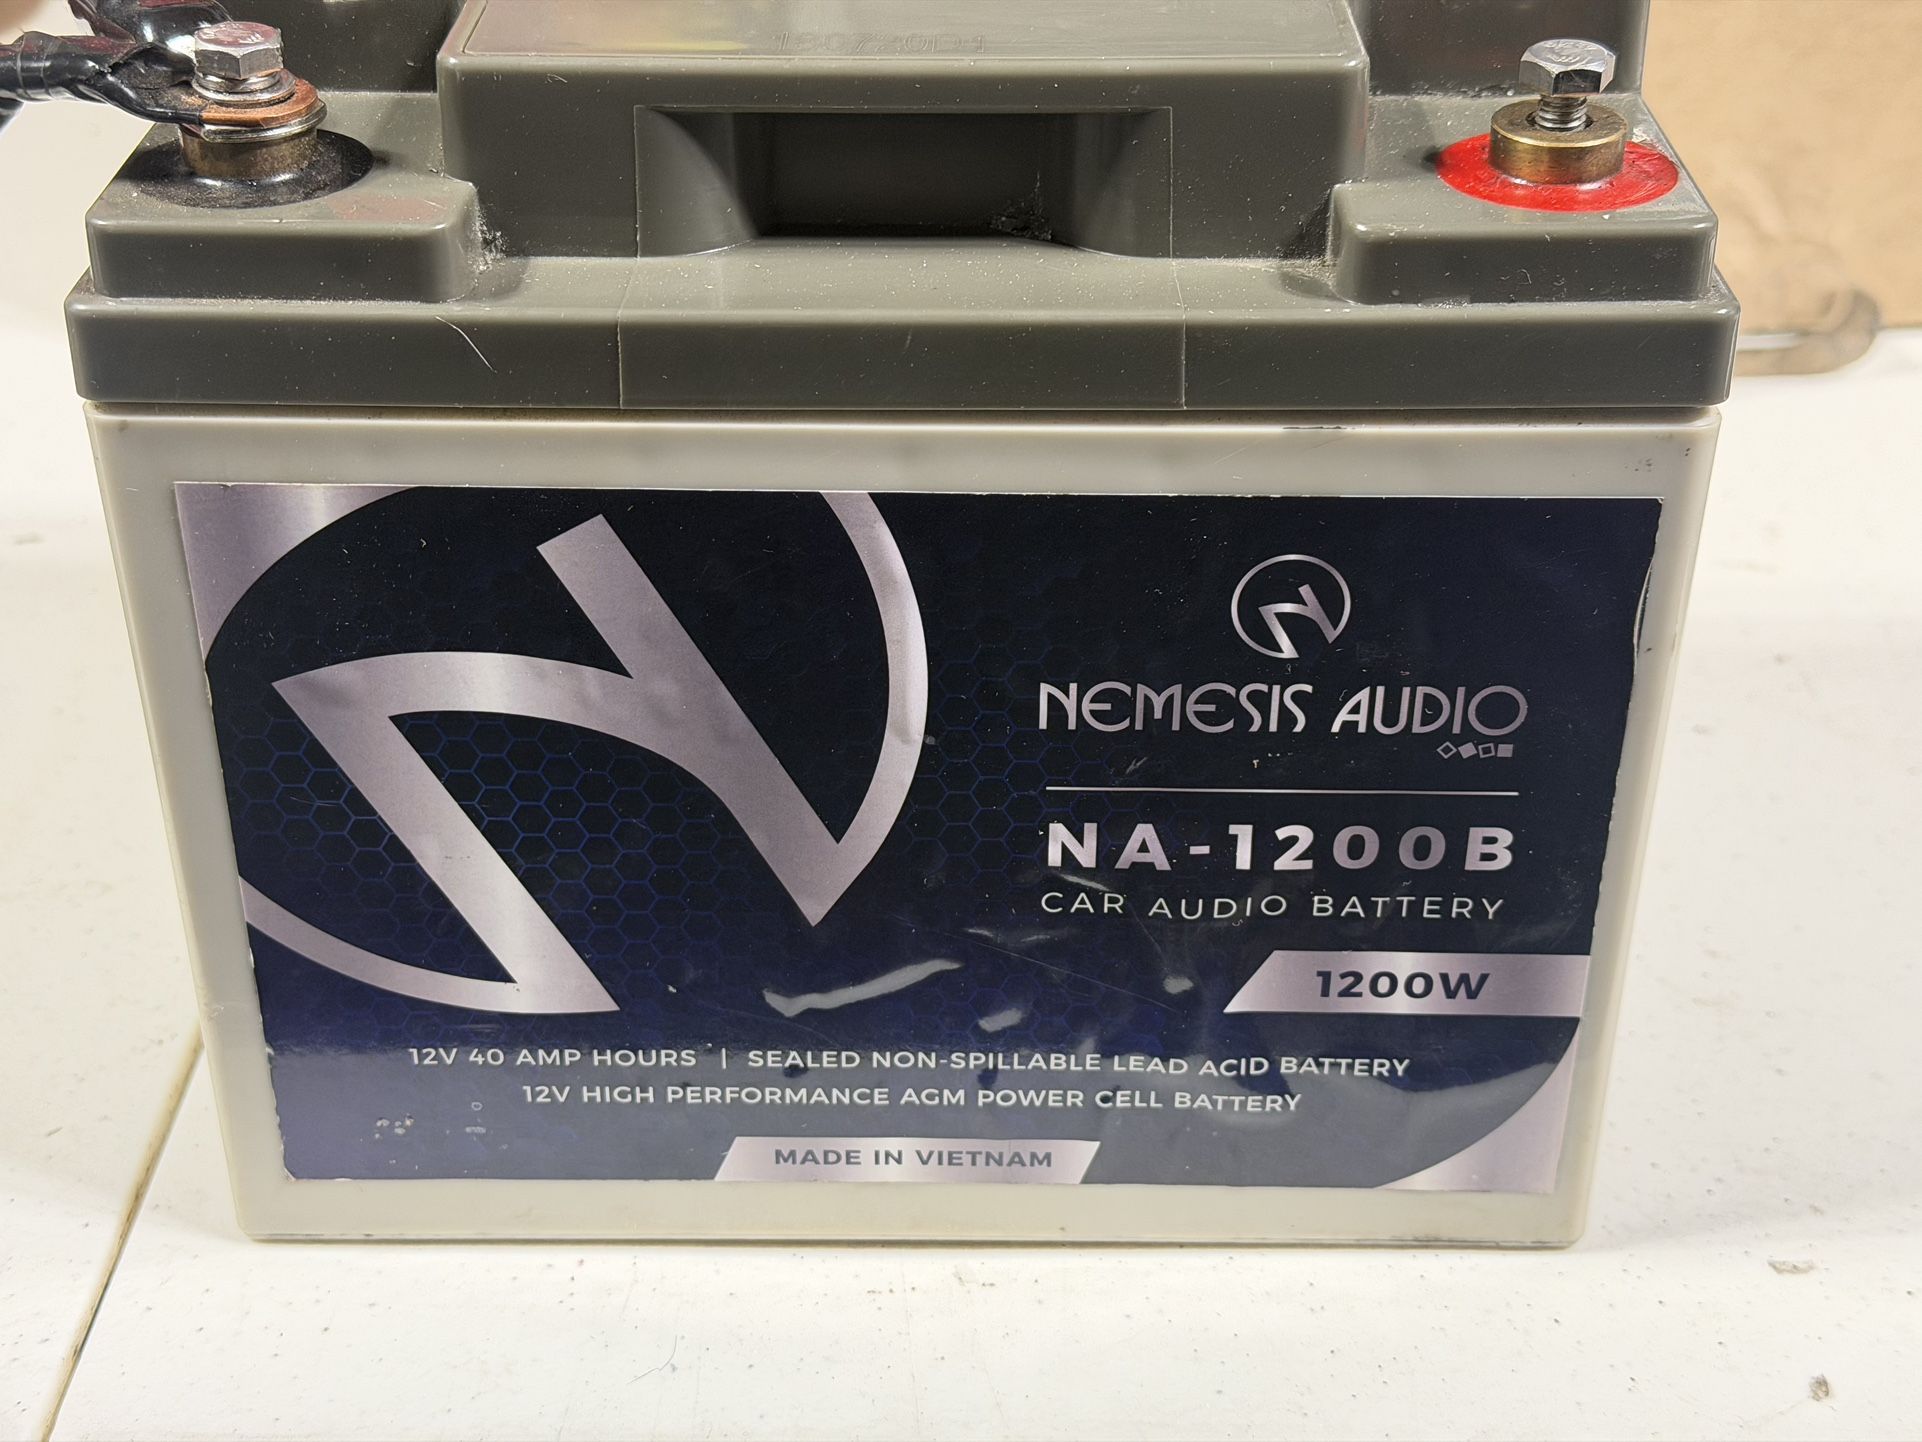 NEMESIS AUDIO
NA-1200B
CAR AUDIO BATTERY
1200W
12V 40 AMP HOURS | SEALED NON-SPILLABLE LEAD ACID BATTERY
12V HIGH PERFORMANCE AGM POWER CELL BATTERY
MADE IN VIETNAM